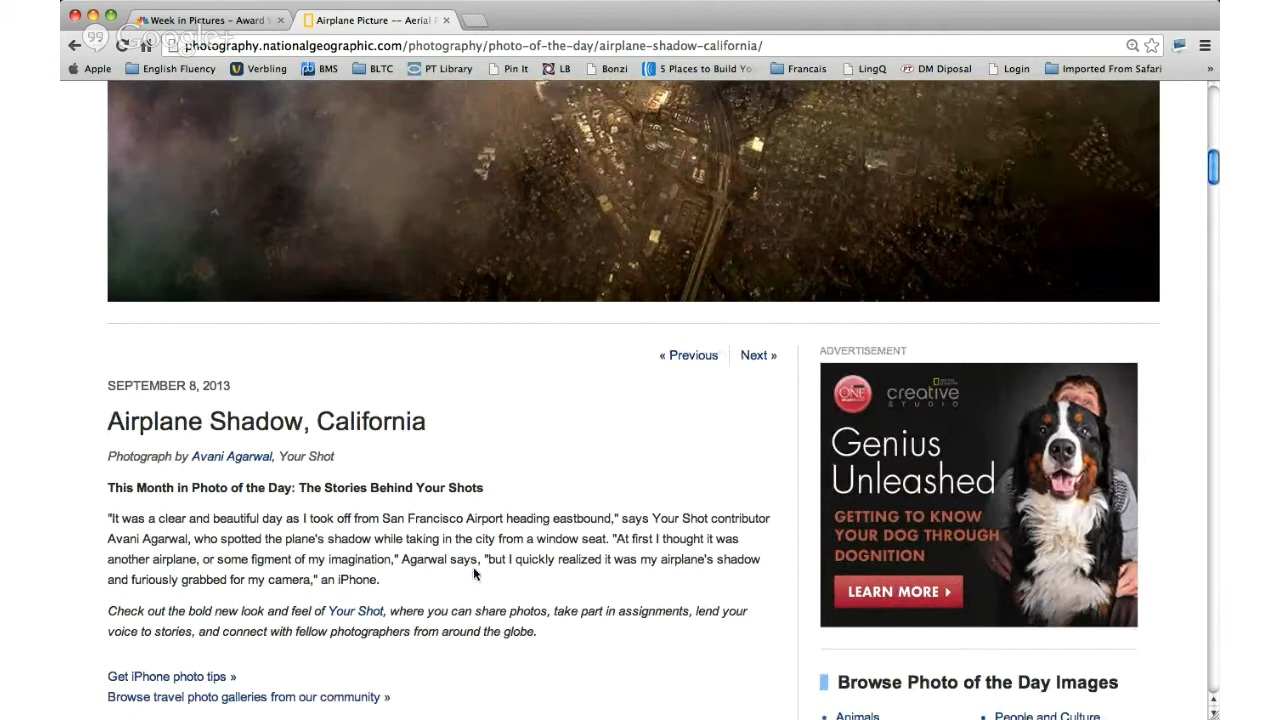 Week in Pictures – Award
Airplane Picture -- Aerial
Google+
photography.nationalgeographic.com/photography/photo-of-the-day/airplane-shadow-california/
Apple English Fluency Verbling BMS BLTC PT Library Pin It LB Bonzi 5 Places to Build Yo Francais LingQ DM Diposal Login Imported From Safari »
« Previous Next »
ADVERTISEMENT
SEPTEMBER 8, 2013
Airplane Shadow, California
Photograph by Avani Agarwal, Your Shot
This Month in Photo of the Day: The Stories Behind Your Shots
"It was a clear and beautiful day as I took off from San Francisco Airport heading eastbound," says Your Shot contributor
Avani Agarwal, who spotted the plane's shadow while taking in the city from a window seat. "At first I thought it was
another airplane, or some figment of my imagination," Agarwal says, "but I quickly realized it was my airplane's shadow
and furiously grabbed for my camera," an iPhone.
Check out the bold new look and feel of Your Shot, where you can share photos, take part in assignments, lend your
voice to stories, and connect with fellow photographers from around the globe.
Get iPhone photo tips »
Browse travel photo galleries from our community »
ONE
creative
STUDIO
Genius
Unleashed
GETTING TO KNOW
YOUR DOG THROUGH
DOGNITION
LEARN MORE
Browse Photo of the Day Images
• Animals
• People and Culture